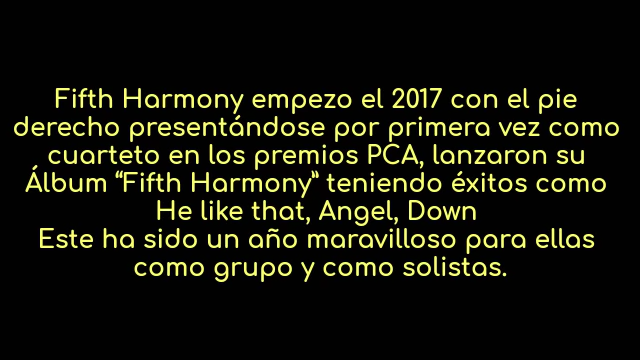 Fifth Harmony empezo el 2017 con el pie
derecho presentándose por primera vez como
cuarteto en los premios PCA, lanzaron su
Álbum “Fifth Harmony” teniendo éxitos como
He like that, Angel, Down
Este ha sido un año maravilloso para ellas
como grupo y como solistas.